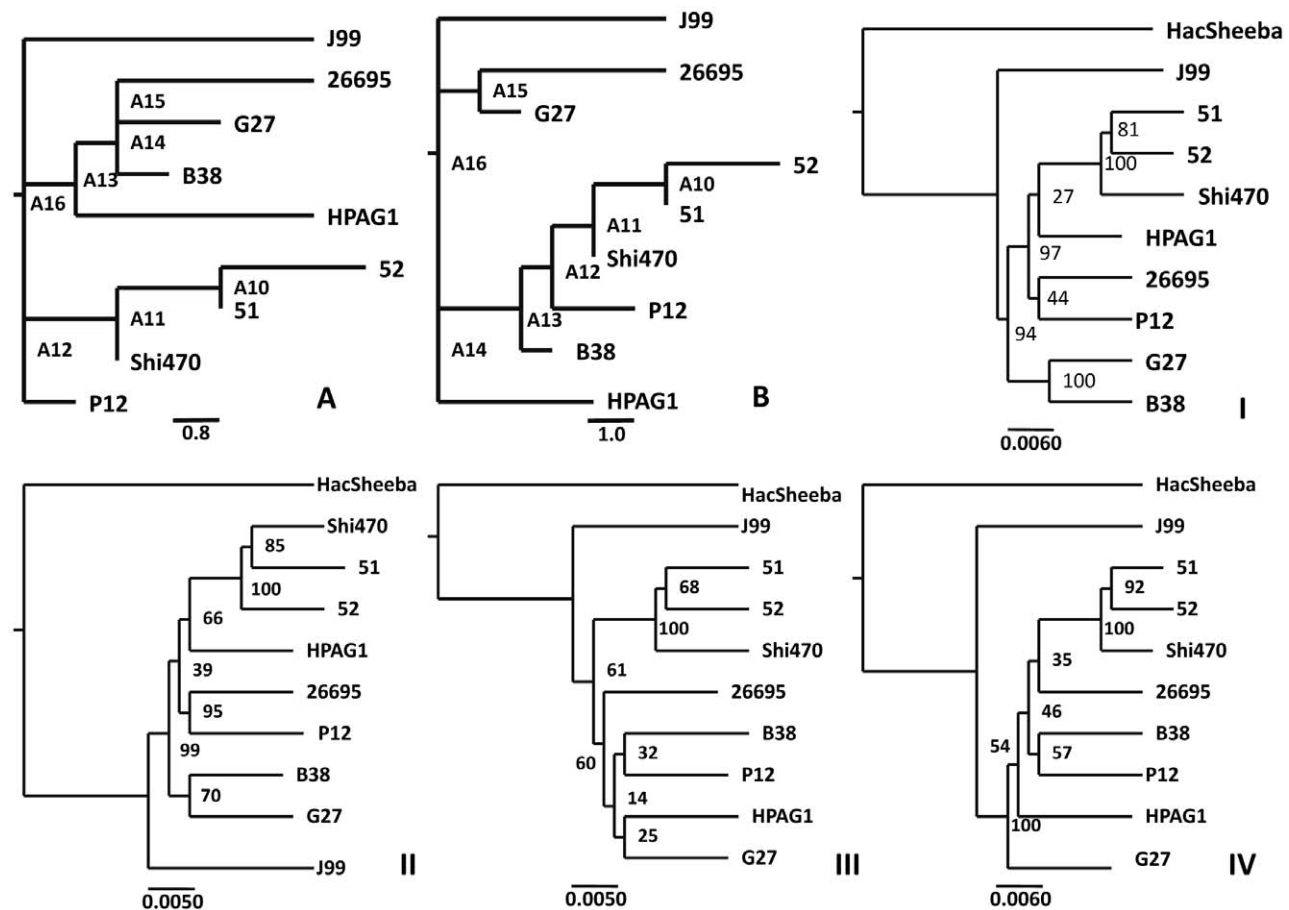 J99
26695
A15
G27
A14
B38
A13
A16
HPAG1
52
A10
51
A11
A12
Shi470
P12
A
0.8
J99
26695
A15
G27
A16
52
A10
51
A11
Shi470
A12
P12
A13
B38
A14
HPAG1
B
1.0
HacSheeba
J99
51
81
52
100
Shi470
27
HPAG1
97
26695
44
P12
94
G27
100
B38
I
0.0060
HacSheeba
Shi470
85
51
100
52
66
HPAG1
39
26695
95
P12
99
B38
70
G27
J99
II
0.0050
HacSheeba
J99
51
68
52
100
Shi470
61
26695
B38
60
32
P12
14
HPAG1
25
G27
III
0.0050
HacSheeba
J99
51
92
52
100
Shi470
35
26695
46
B38
54
57
P12
HPAG1
100
G27
IV
0.0060